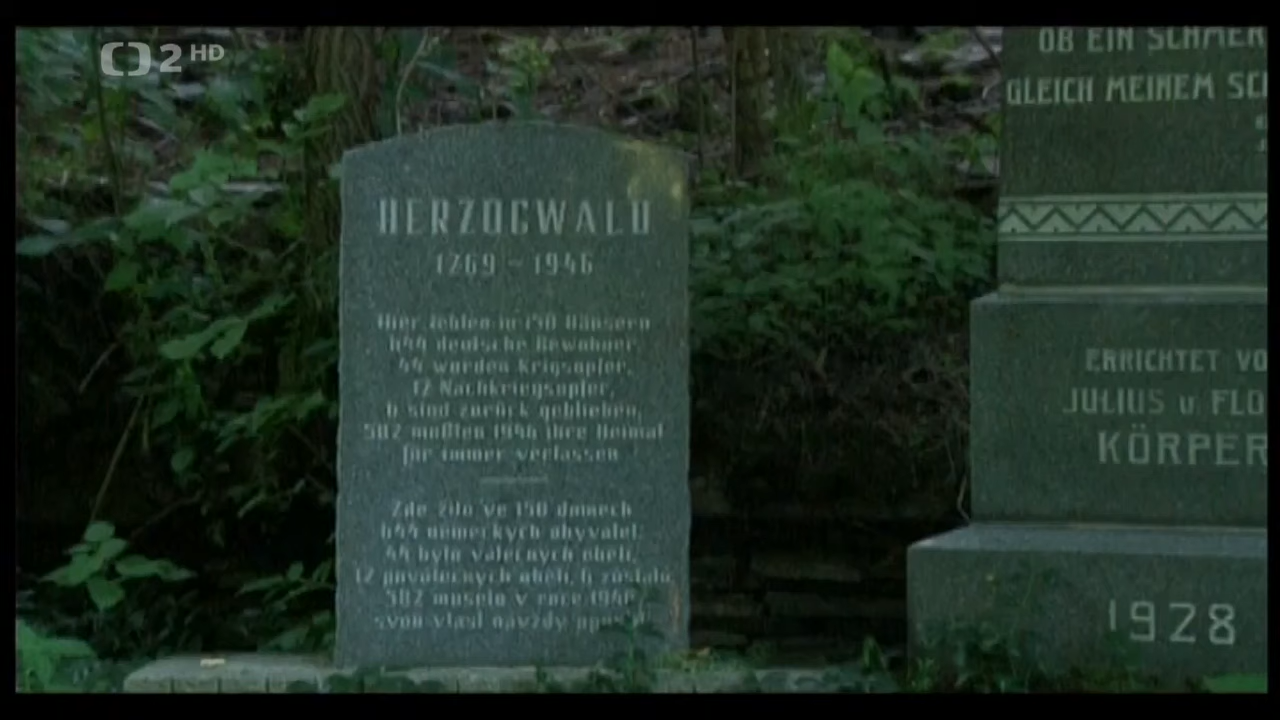 ČT2 HD
HERZOGWALD
1269 - 1946
Hier lebten in 150 Häusern
644 deutsche Bewohner
44 wurden Krigsopfer,
12 Nachkriegsopfer,
6 sind zurück geblieben,
582 mußten 1946 ihre Heimat
für immer verlassen
Zde žilo ve 150 domech
644 německých obyvatel
44 bylo válečných obětí,
12 poválečných obětí, 6 zůstalo
582 muselo v roce 1946
svou vlast navždy
OB EIN SCHMER
GLEICH MEINEM SC
ERRICHTET VO
JULIUS u FLO
KÖRPER
1928